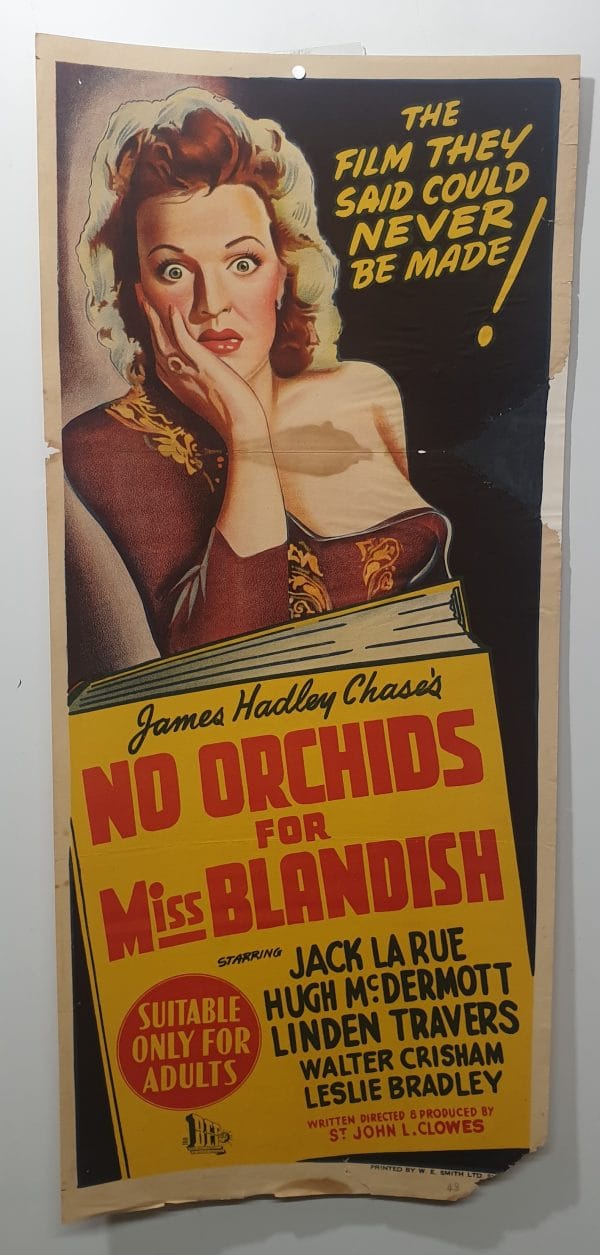 THE
FILM THEY
SAID COULD
NEVER
BE MADE!
James Hadley Chase's
NO ORCHIDS
FOR
Miss BLANDISH
STARRING
JACK LA RUE
HUGH McDERMOTT
LINDEN TRAVERS
WALTER CRISHAM
LESLIE BRADLEY
SUITABLE
ONLY FOR
ADULTS
WRITTEN DIRECTED & PRODUCED BY
ST JOHN L. CLOWES
BEF
PRINTED BY W. E. SMITH LTD
49